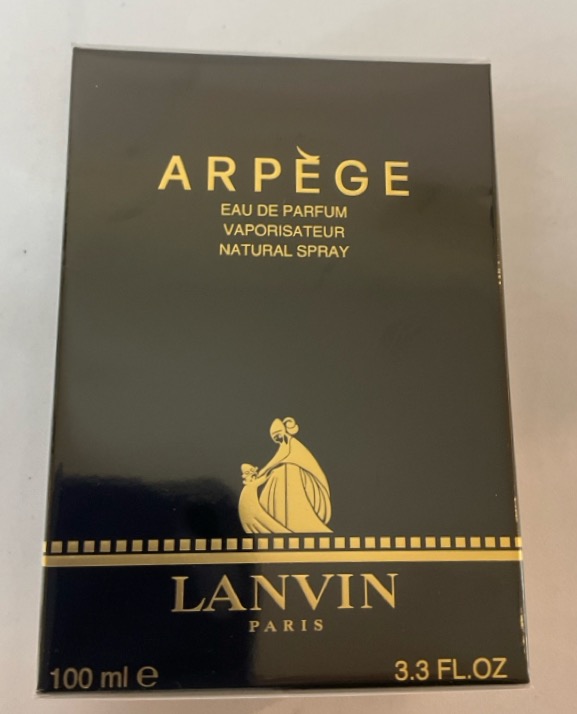 ARPÈGE
EAU DE PARFUM
VAPORISATEUR
NATURAL SPRAY
LANVIN
PARIS
100 ml ℮ 3.3 FL.OZ